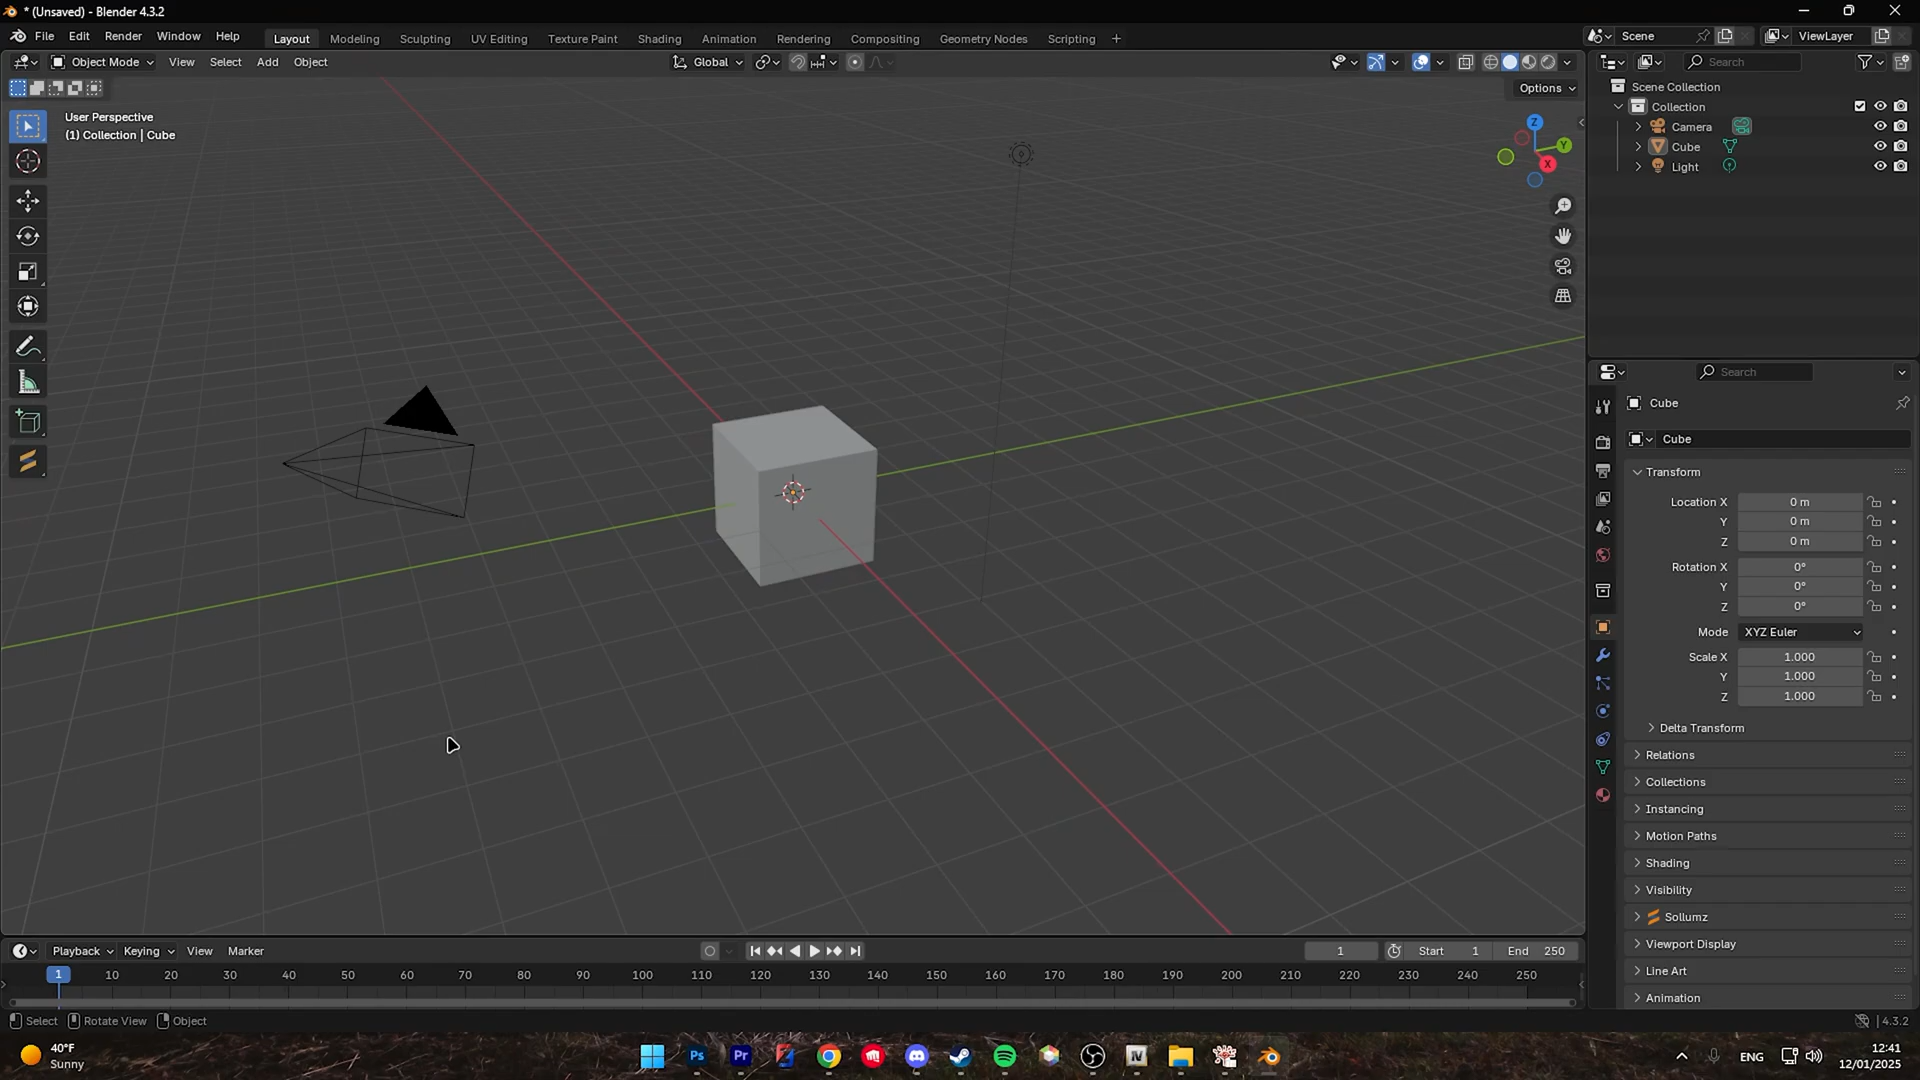 * (Unsaved) - Blender 4.3.2
File Edit Render Window Help
Layout Modeling Sculpting UV Editing Texture Paint Shading Animation Rendering Compositing Geometry Nodes Scripting +
Scene
ViewLayer
Object Mode View Select Add Object
Global
Search
Options
User Perspective
(1) Collection | Cube
Z
Y
X
Scene Collection
Collection
Camera
Cube
Light
Search
Cube
Cube
Transform
Location X 0 m
Y 0 m
Z 0 m
Rotation X 0°
Y 0°
Z 0°
Mode XYZ Euler
Scale X 1.000
Y 1.000
Z 1.000
Delta Transform
Relations
Collections
Instancing
Motion Paths
Shading
Visibility
Sollumz
Viewport Display
Line Art
Animation
Playback Keying View Marker
1 Start 1 End 250
1 10 20 30 40 50 60 70 80 90 100 110 120 130 140 150 160 170 180 190 200 210 220 230 240 250
Select Rotate View Object
4.3.2
40°F
Sunny
Ps
Pr
ENG
12:41
12/01/2025